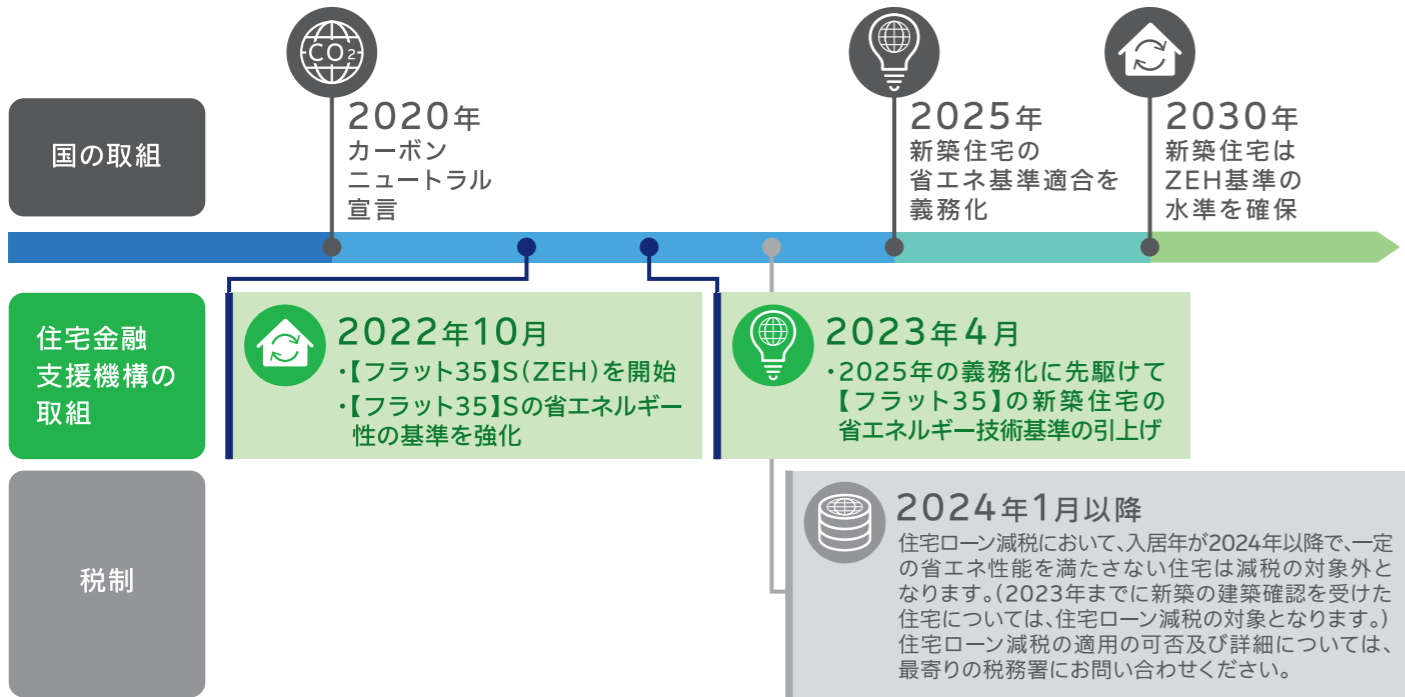 国の取組
CO2
2020年
カーボン
ニュートラル
宣言
2025年
新築住宅の
省エネ基準適合を
義務化
2030年
新築住宅は
ZEH基準の
水準を確保
住宅金融
支援機構の
取組
2022年10月
・【フラット35】S(ZEH)を開始
・【フラット35】Sの省エネルギー
性の基準を強化
2023年4月
・2025年の義務化に先駆けて
【フラット35】の新築住宅の
省エネルギー技術基準の引上げ
税制
2024年1月以降
住宅ローン減税において、入居年が2024年以降で、一定
の省エネ性能を満たさない住宅は減税の対象外と
なります。(2023年までに新築の建築確認を受けた
住宅については、住宅ローン減税の対象となります。)
住宅ローン減税の適用の可否及び詳細については、
最寄りの税務署にお問い合わせください。